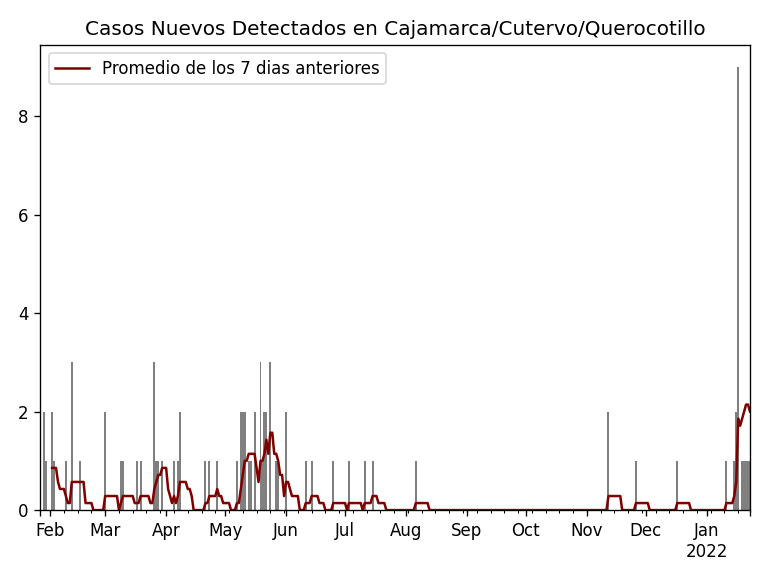 Casos Nuevos Detectados en Cajamarca/Cutervo/Querocotillo
Promedio de los 7 dias anteriores
8
6
4
2
0
Feb Mar Apr May Jun Jul Aug Sep Oct Nov Dec Jan
2022